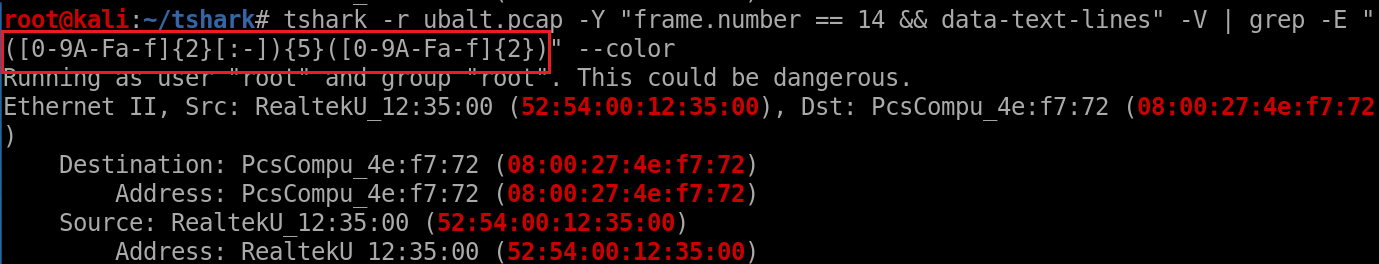 root@kali:~/tshark# tshark -r ubalt.pcap -Y "frame.number == 14 && data-text-lines" -V | grep -E "
([0-9A-Fa-f]{2}[:-]){5}([0-9A-Fa-f]{2})" --color
Running as user "root" and group "root". This could be dangerous.
Ethernet II, Src: RealtekU_12:35:00 (52:54:00:12:35:00), Dst: PcsCompu_4e:f7:72 (08:00:27:4e:f7:72
)
    Destination: PcsCompu_4e:f7:72 (08:00:27:4e:f7:72)
        Address: PcsCompu_4e:f7:72 (08:00:27:4e:f7:72)
    Source: RealtekU_12:35:00 (52:54:00:12:35:00)
        Address: RealtekU_12:35:00 (52:54:00:12:35:00)